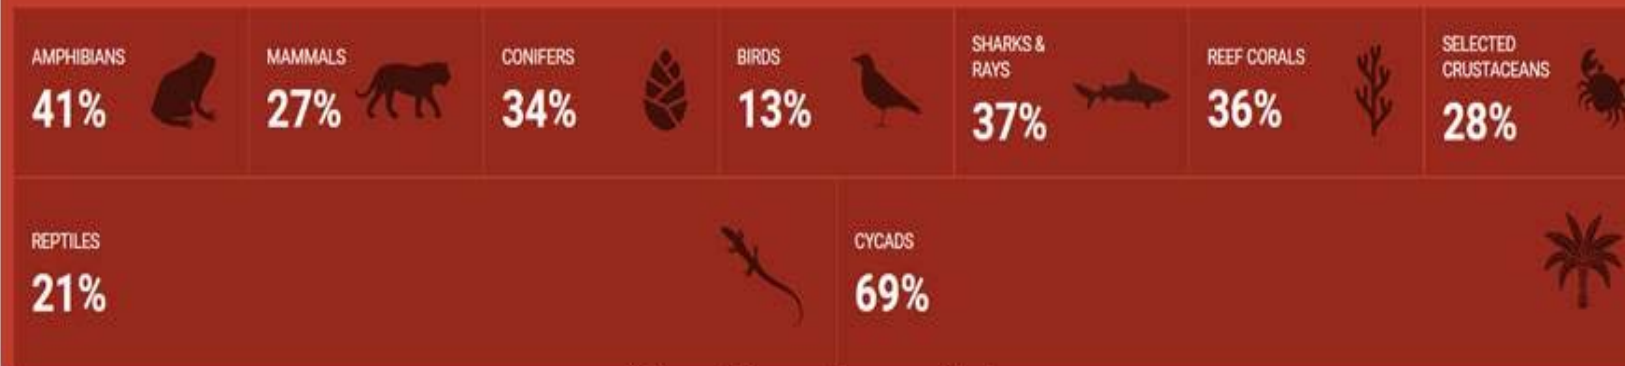 AMPHIBIANS
41%
MAMMALS
27%
CONIFERS
34%
BIRDS
13%
SHARKS &
RAYS
37%
REEF CORALS
36%
SELECTED
CRUSTACEANS
28%
REPTILES
21%
CYCADS
69%